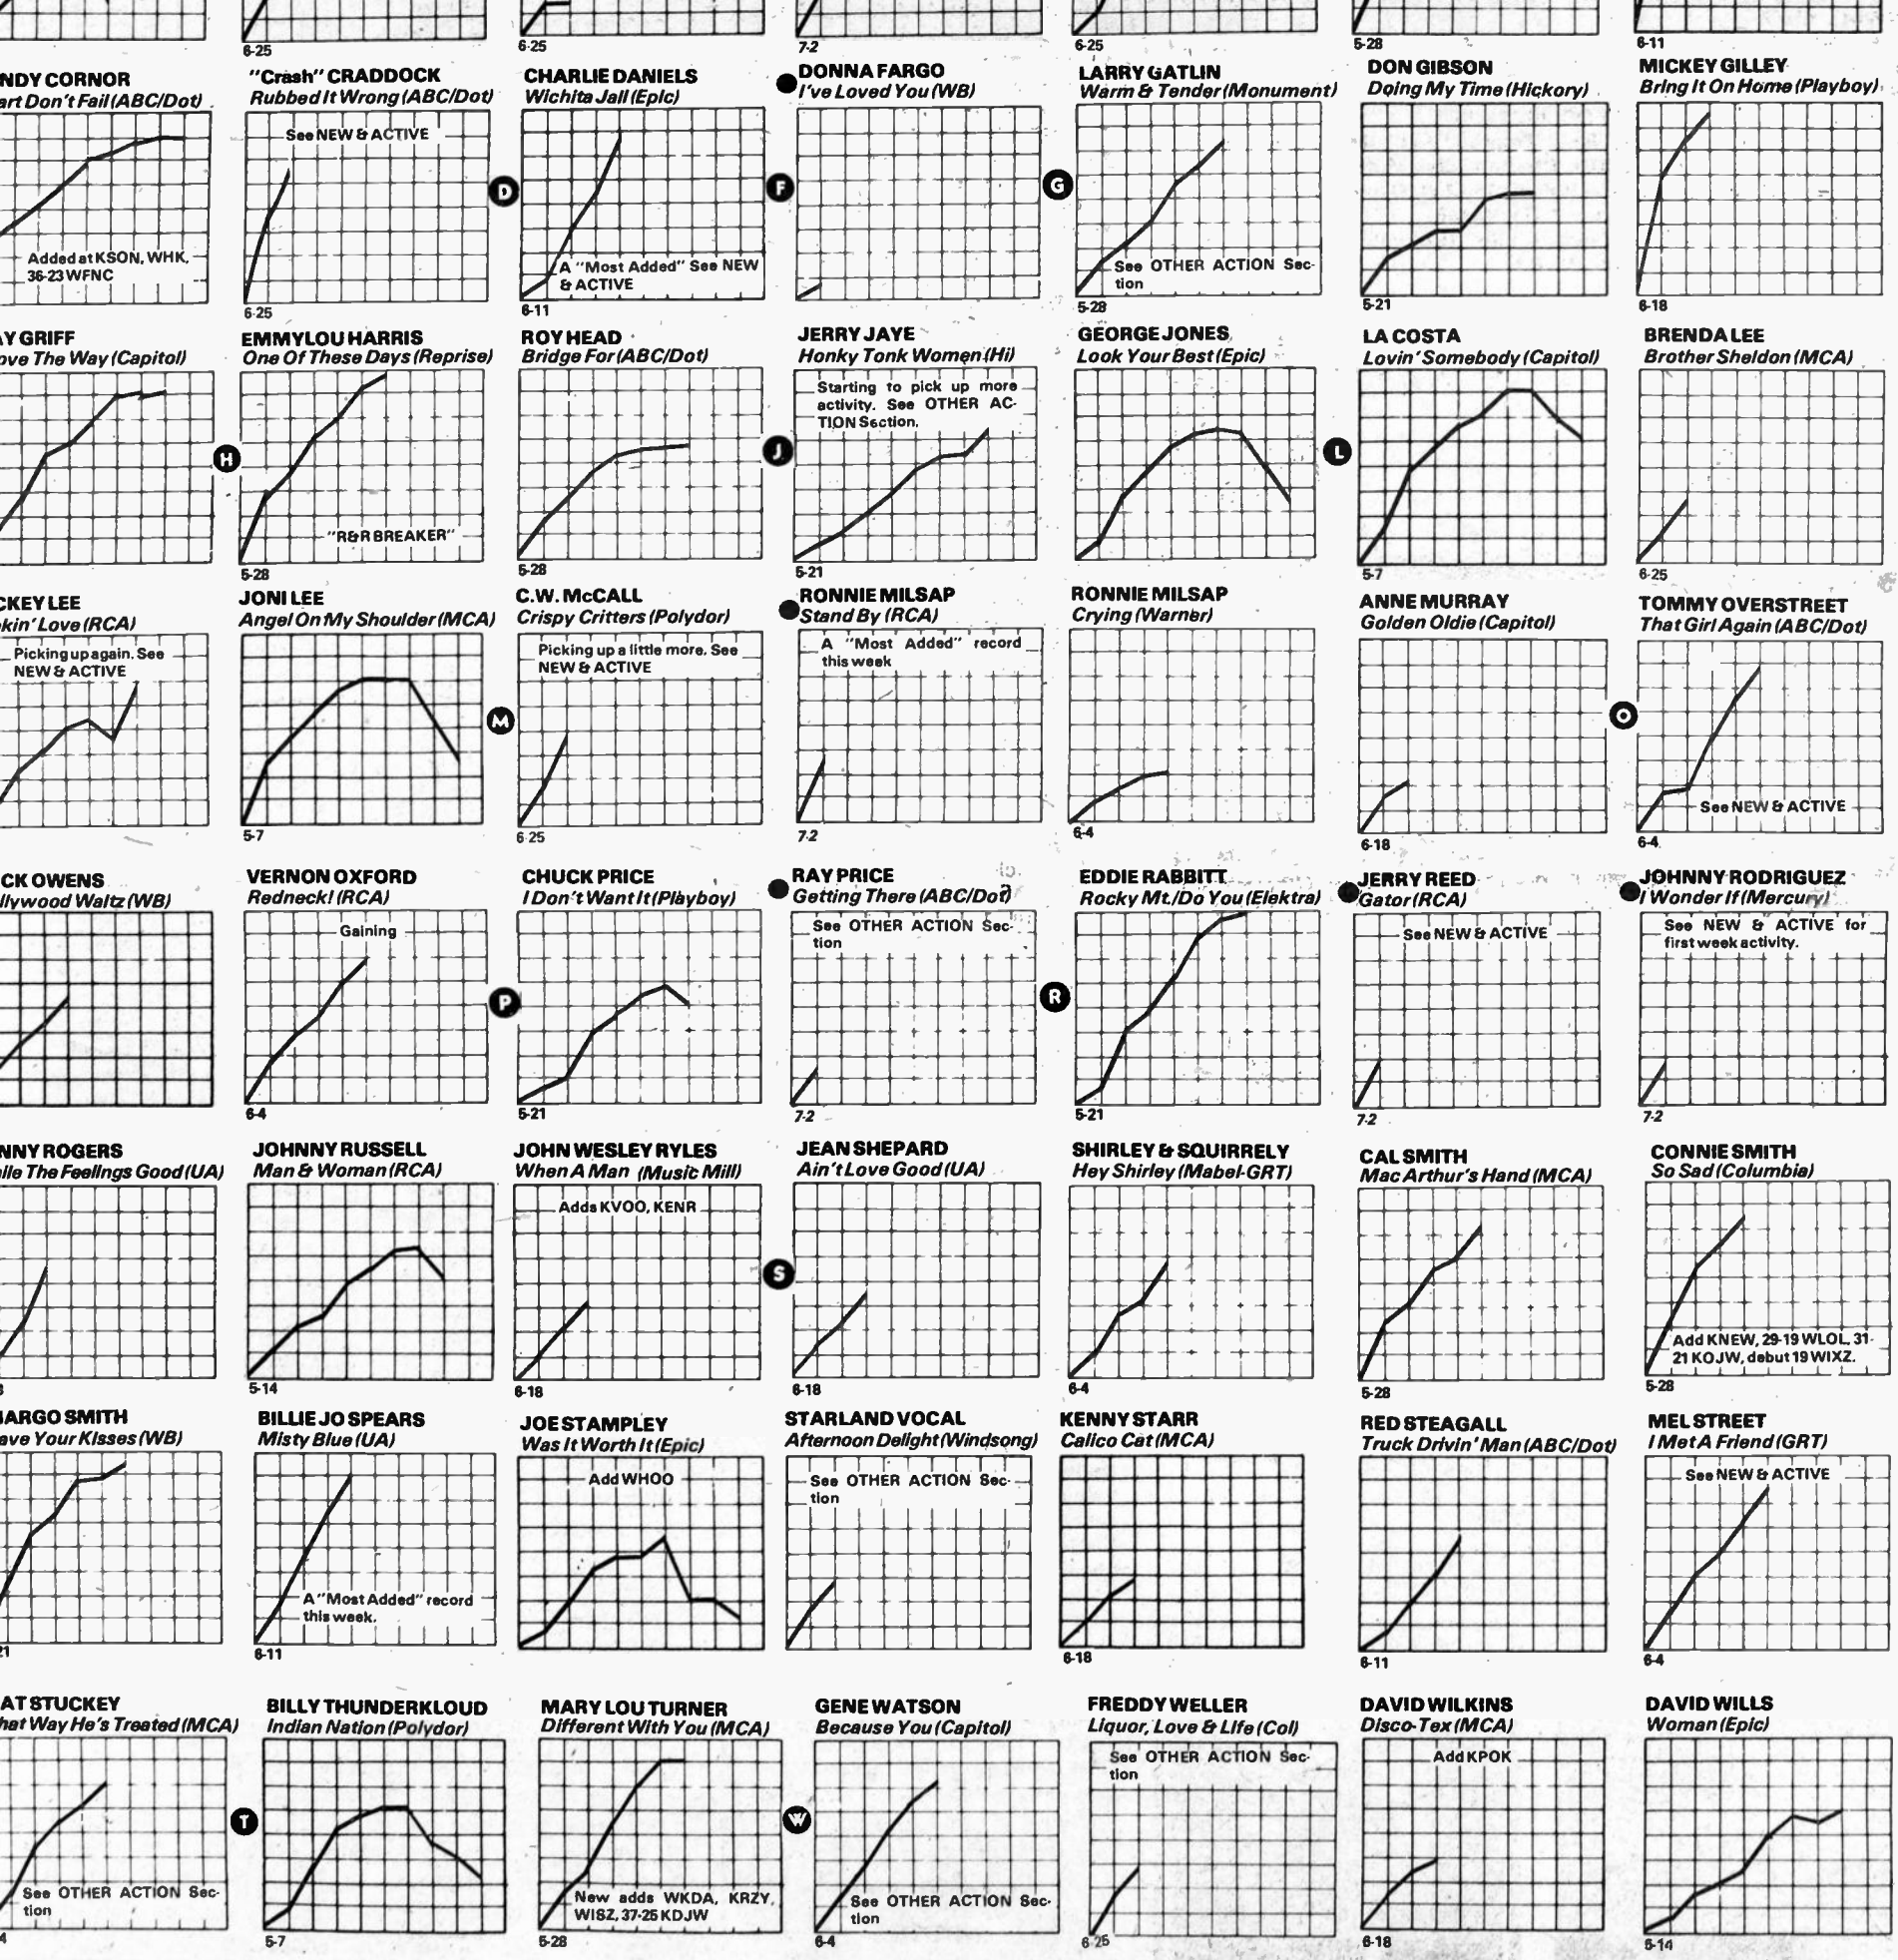 6-25
6-25
7-2
6-25
5-28
6-11
NDY CORNOR
art Don't Fail (ABC/Dot)
Added at KSON, WHK,
36-23 WFNC
"Crash" CRADDOCK
Rubbed It Wrong (ABC/Dot)
See NEW & ACTIVE
6-25
D
CHARLIE DANIELS
Wichita Jail (Epic)
A "Most Added" See NEW
& ACTIVE
6-11
F
DONNA FARGO
I've Loved You (WB)
G
LARRY GATLIN
Warm & Tender (Monument)
See OTHER ACTION Sec-
tion
5-28
DON GIBSON
Doing My Time (Hickory)
5-21
MICKEY GILLEY
Bring It On Home (Playboy)
6-18
AY GRIFF
ove The Way (Capitol)
H
EMMYLOU HARRIS
One Of These Days (Reprise)
"R&R BREAKER"
5-28
ROY HEAD
Bridge For (ABC/Dot)
5-28
J
JERRY JAYE
Honky Tonk Women (Hi)
Starting to pick up more
activity. See OTHER AC-
TION Section.
5-21
GEORGE JONES
Look Your Best (Epic)
L
LA COSTA
Lovin' Somebody (Capitol)
5-7
BRENDA LEE
Brother Sheldon (MCA)
6-25
CKEY LEE
kin' Love (RCA)
Picking up again. See
NEW & ACTIVE
JONI LEE
Angel On My Shoulder (MCA)
5-7
M
C.W. McCALL
Crispy Critters (Polydor)
Picking up a little more. See
NEW & ACTIVE
6-25
RONNIE MILSAP
Stand By (RCA)
A "Most Added" record
this week
7-2
RONNIE MILSAP
Crying (Warner)
6-4
ANNE MURRAY
Golden Oldie (Capitol)
6-18
O
TOMMY OVERSTREET
That Girl Again (ABC/Dot)
See NEW & ACTIVE
6-4
CK OWENS
llywood Waltz (WB)
VERNON OXFORD
Redneck! (RCA)
Gaining
6-4
P
CHUCK PRICE
I Don't Want It (Playboy)
5-21
RAY PRICE
Getting There (ABC/Dot)
See OTHER ACTION Sec-
tion
7-2
R
EDDIE RABBITT
Rocky Mt./Do You (Elektra)
5-21
JERRY REED
Gator (RCA)
See NEW & ACTIVE
7-2
JOHNNY RODRIGUEZ
I Wonder If (Mercury)
See NEW & ACTIVE for
first week activity.
7-2
NNY ROGERS
ile The Feelings Good (UA)
JOHNNY RUSSELL
Man & Woman (RCA)
5-14
JOHN WESLEY RYLES
When A Man (Music Mill)
Adds KVOO, KENR
6-18
S
JEAN SHEPARD
Ain't Love Good (UA)
6-18
SHIRLEY & SQUIRRELY
Hey Shirley (Mabel-GRT)
6-4
CAL SMITH
Mac Arthur's Hand (MCA)
5-28
CONNIE SMITH
So Sad (Columbia)
Add KNEW, 29-19 WLOL, 31-
21 KOJW, debut 19 WIXZ.
5-28
ARGO SMITH
ave Your Kisses (WB)
21
BILLIE JO SPEARS
Misty Blue (UA)
A "Most Added" record
this week.
6-11
JOE STAMPLEY
Was It Worth It (Epic)
Add WHOO
STARLAND VOCAL
Afternoon Delight (Windsong)
See OTHER ACTION Sec-
tion
KENNY STARR
Calico Cat (MCA)
6-18
RED STEAGALL
Truck Drivin' Man (ABC/Dot)
6-11
MEL STREET
I Met A Friend (GRT)
See NEW & ACTIVE
6-4
AT STUCKEY
hat Way He's Treated (MCA)
See OTHER ACTION Sec-
tion
4
T
BILLY THUNDERKLOUD
Indian Nation (Polydor)
5-7
MARY LOU TURNER
Different With You (MCA)
New adds WKDA, KRZY,
WISZ, 37-25 KDJW
5-28
W
GENE WATSON
Because You (Capitol)
See OTHER ACTION Sec-
tion
6-4
FREDDY WELLER
Liquor, Love & Life (Col)
See OTHER ACTION Sec-
tion
6-25
DAVID WILKINS
Disco-Tex (MCA)
Add KPOK
6-18
DAVID WILLS
Woman (Epic)
5-14